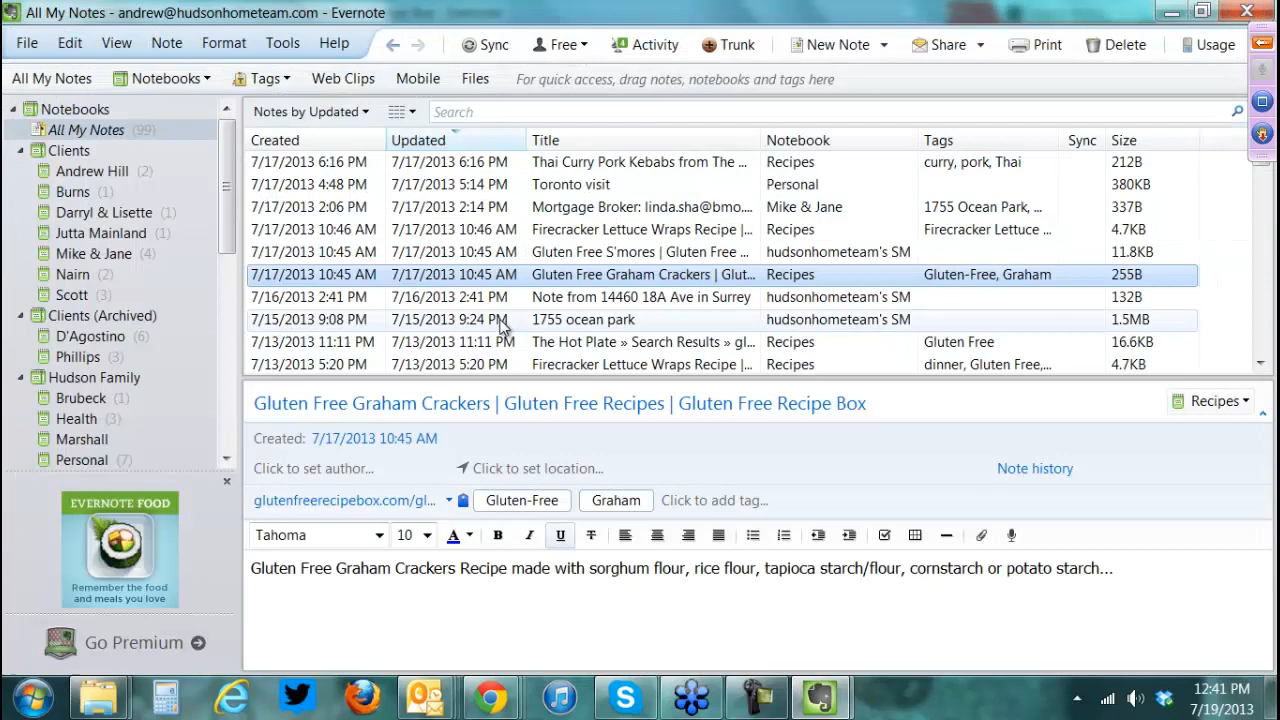 All My Notes - andrew@hudsonhometeam.com - Evernote
File Edit View Note Format Tools Help Sync Free Activity Trunk New Note Share Print Delete Usage
All My Notes Notebooks Tags Web Clips Mobile Files For quick access, drag notes, notebooks and tags here
Notebooks
All My Notes (99)
Clients
Andrew Hill (2)
Burns (1)
Darryl & Lisette (1)
Jutta Mainland (1)
Mike & Jane (4)
Nairn (2)
Scott (3)
Clients (Archived)
D'Agostino (6)
Phillips (3)
Hudson Family
Brubeck (1)
Health (3)
Marshall
Personal (7)
EVERNOTE FOOD
Remember the food
and meals you love
Go Premium
Notes by Updated Search
Created Updated Title Notebook Tags Sync Size
7/17/2013 6:16 PM 7/17/2013 6:16 PM Thai Curry Pork Kebabs from The ... Recipes curry, pork, Thai 212B
7/17/2013 4:48 PM 7/17/2013 5:14 PM Toronto visit Personal 380KB
7/17/2013 2:06 PM 7/17/2013 2:14 PM Mortgage Broker: linda.sha@bmo.... Mike & Jane 1755 Ocean Park, ... 337B
7/17/2013 10:46 AM 7/17/2013 10:46 AM Firecracker Lettuce Wraps Recipe |... Recipes Firecracker Lettuce ... 4.7KB
7/17/2013 10:45 AM 7/17/2013 10:45 AM Gluten Free S'mores | Gluten Free ... hudsonhometeam's SM 11.8KB
7/17/2013 10:45 AM 7/17/2013 10:45 AM Gluten Free Graham Crackers | Glut... Recipes Gluten-Free, Graham 255B
7/16/2013 2:41 PM 7/16/2013 2:41 PM Note from 14460 18A Ave in Surrey hudsonhometeam's SM 132B
7/15/2013 9:08 PM 7/15/2013 9:24 PM 1755 ocean park hudsonhometeam's SM 1.5MB
7/13/2013 11:11 PM 7/13/2013 11:11 PM The Hot Plate » Search Results » gl... Recipes Gluten Free 16.6KB
7/13/2013 5:20 PM 7/13/2013 5:20 PM Firecracker Lettuce Wraps Recipe |... Recipes dinner, Gluten Free,... 4.7KB
Gluten Free Graham Crackers | Gluten Free Recipes | Gluten Free Recipe Box Recipes
Created: 7/17/2013 10:45 AM
Click to set author... Click to set location... Note history
glutenfreerecipebox.com/gl... Gluten-Free Graham Click to add tag...
Tahoma 10 A B I U T
Gluten Free Graham Crackers Recipe made with sorghum flour, rice flour, tapioca starch/flour, cornstarch or potato starch...
12:41 PM
7/19/2013